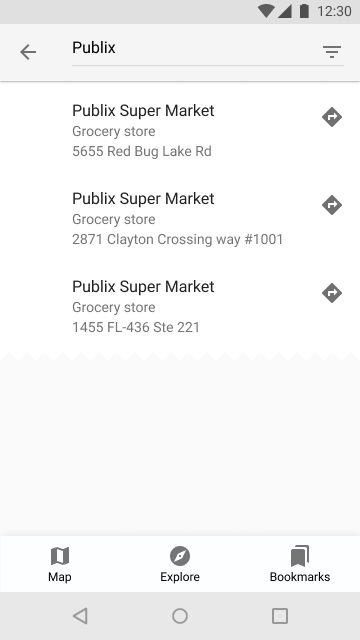 12:30
Publix
Publix Super Market
Grocery store
5655 Red Bug Lake Rd
Publix Super Market
Grocery store
2871 Clayton Crossing way #1001
Publix Super Market
Grocery store
1455 FL-436 Ste 221
Map Explore Bookmarks